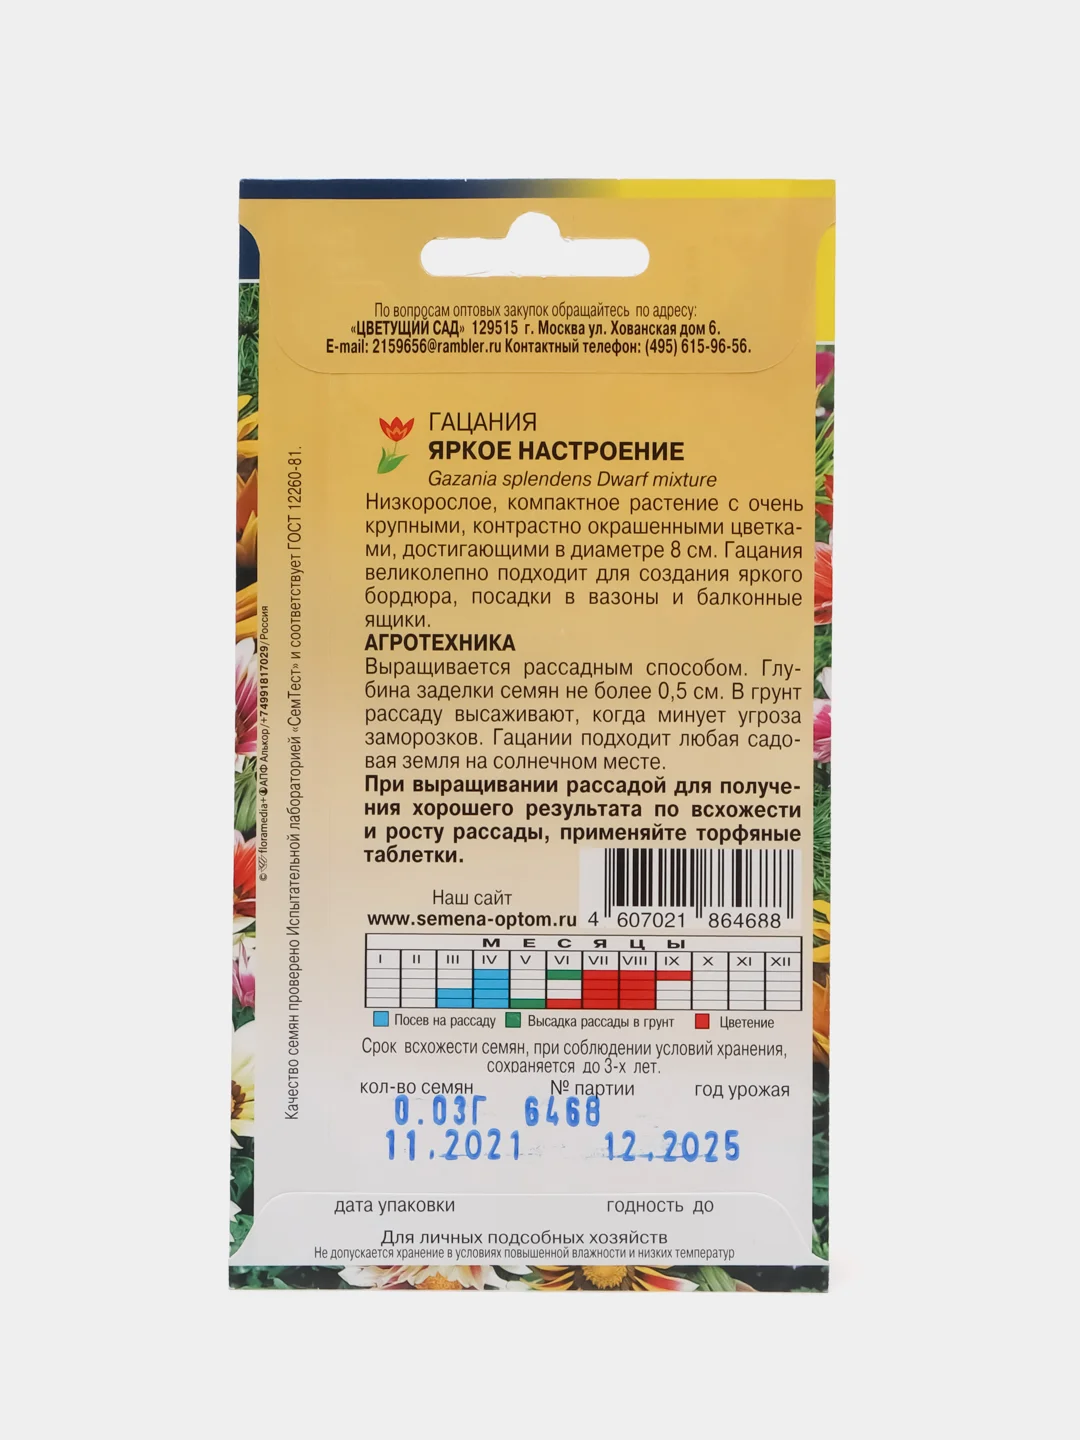 По вопросам оптовых закупок обращайтесь по адресу:
«ЦВЕТУЩИЙ САД» 129515 г. Москва ул. Хованская дом 6.
E-mail: 2159656@rambler.ru Контактный телефон: (495) 615-96-56.
ГАЦАНИЯ
ЯРКОЕ НАСТРОЕНИЕ
Gazania splendens Dwarf mixture
Низкорослое, компактное растение с очень
крупными, контрастно окрашенными цветка-
ми, достигающими в диаметре 8 см. Гацания
великолепно подходит для создания яркого
бордюра, посадки в вазоны и балконные
ящики.
АГРОТЕХНИКА
Выращивается рассадным способом. Глу-
бина заделки семян не более 0,5 см. В грунт
рассаду высаживают, когда минует угроза
заморозков. Гацании подходит любая садо-
вая земля на солнечном месте.
При выращивании рассадой для получе-
ния хорошего результата по всхожести
и росту рассады, применяйте торфяные
таблетки.
Наш сайт
www.semena-optom.ru
4 607021 864688
МЕСЯЦЫ
I II III IV V VI VII VIII IX X XI XII
Посев на рассаду Высадка рассады в грунт Цветение
Срок всхожести семян, при соблюдении условий хранения,
сохраняется до 3-х лет.
кол-во семян № партии год урожая
0.03Г 6468
11.2021 12.2025
дата упаковки годность до
Для личных подсобных хозяйств
Не допускается хранение в условиях повышенной влажности и низких температур
Качество семян проверено Испытательной лабораторией «СемТест» и соответствует ГОСТ 12260-81.
© floramedia+ АПФ Алькор/+74991817029/Россия